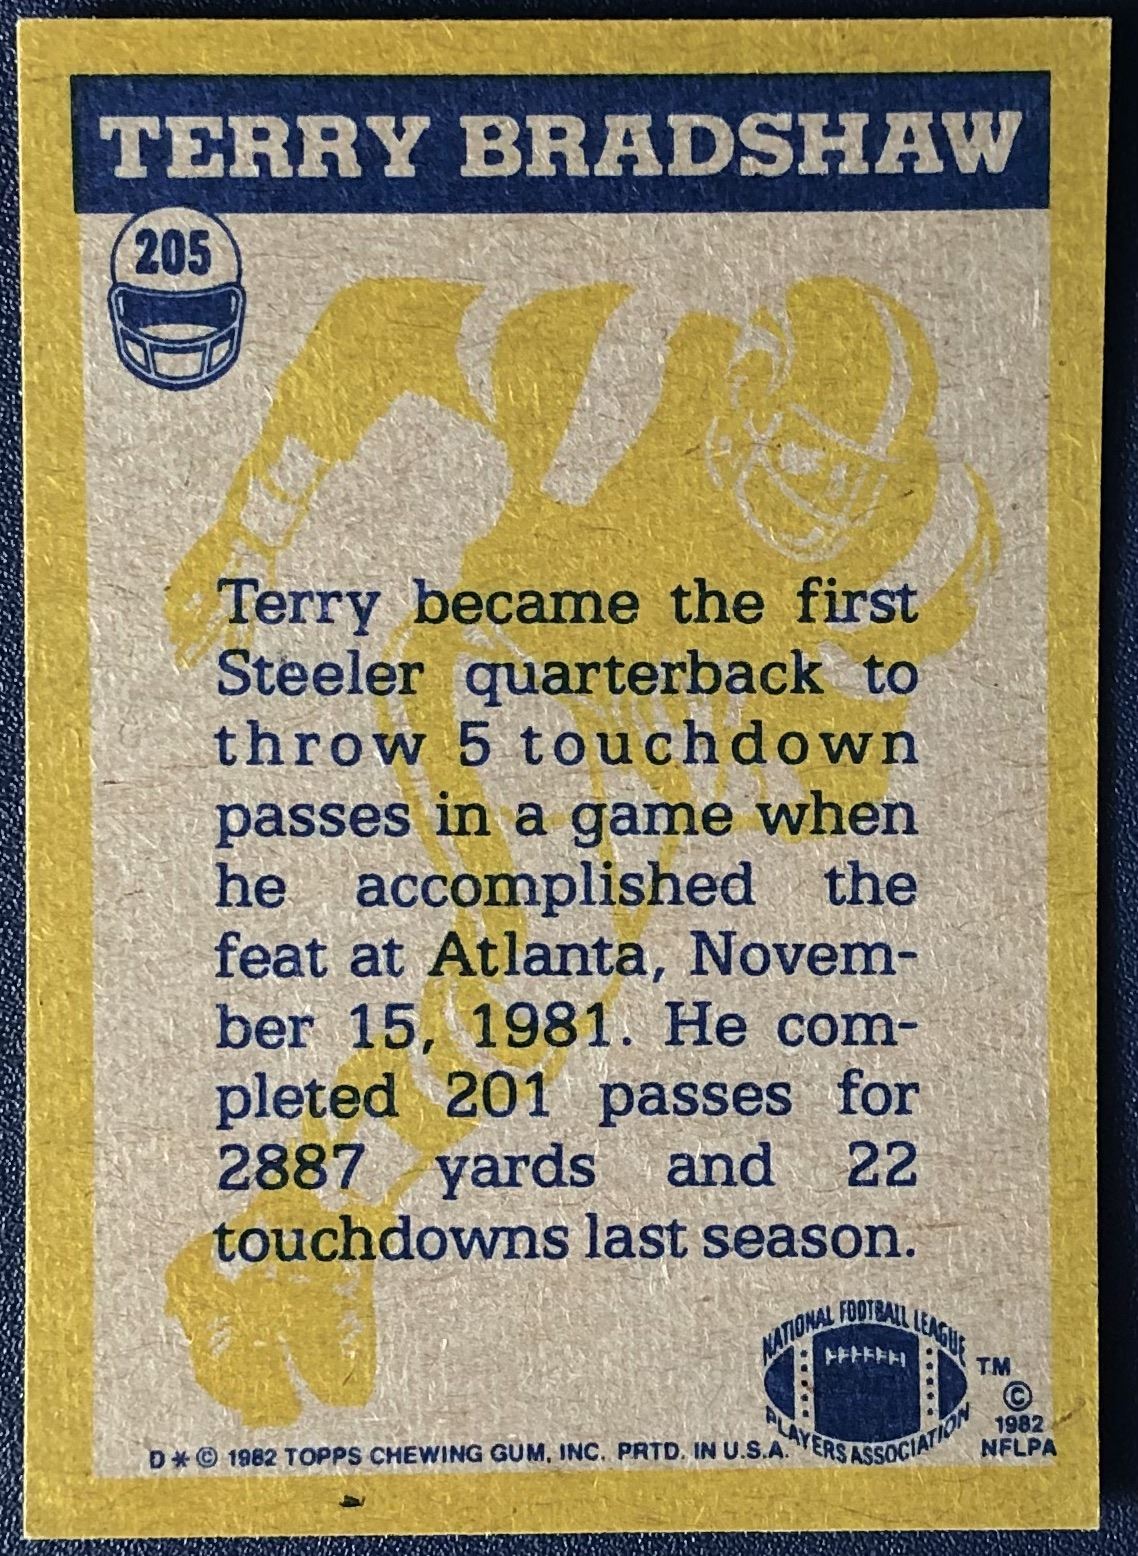 TERRY BRADSHAW
205
Terry became the first
Steeler quarterback to
throw 5 touchdown
passes in a game when
he accomplished the
feat at Atlanta, Novem-
ber 15, 1981. He com-
pleted 201 passes for
2887 yards and 22
touchdowns last season.
NATIONAL FOOTBALL LEAGUE
PLAYERS ASSOCIATION
TM
©
1982
NFLPA
D * © 1982 TOPPS CHEWING GUM, INC. PRTD. IN U.S.A.